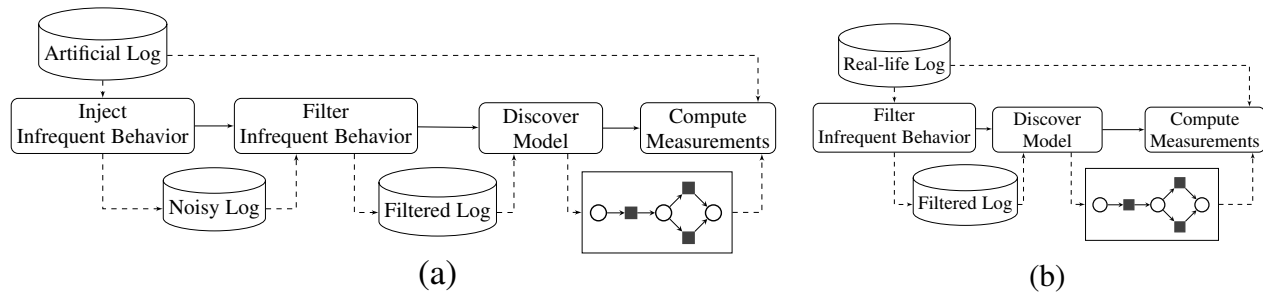 Artificial Log
Inject
Infrequent Behavior
Filter
Infrequent Behavior
Discover
Model
Compute
Measurements
Noisy Log
Filtered Log
(a)
Real-life Log
Filter
Infrequent Behavior
Discover
Model
Compute
Measurements
Filtered Log
(b)